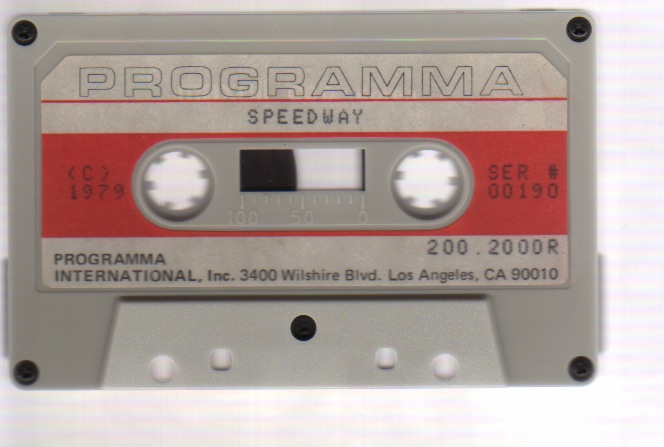 PROGRAMMA
SPEEDWAY
(C)
1979
SER #
00190
100 50 0
200.2000R
PROGRAMMA
INTERNATIONAL, Inc. 3400 Wilshire Blvd. Los Angeles, CA 90010